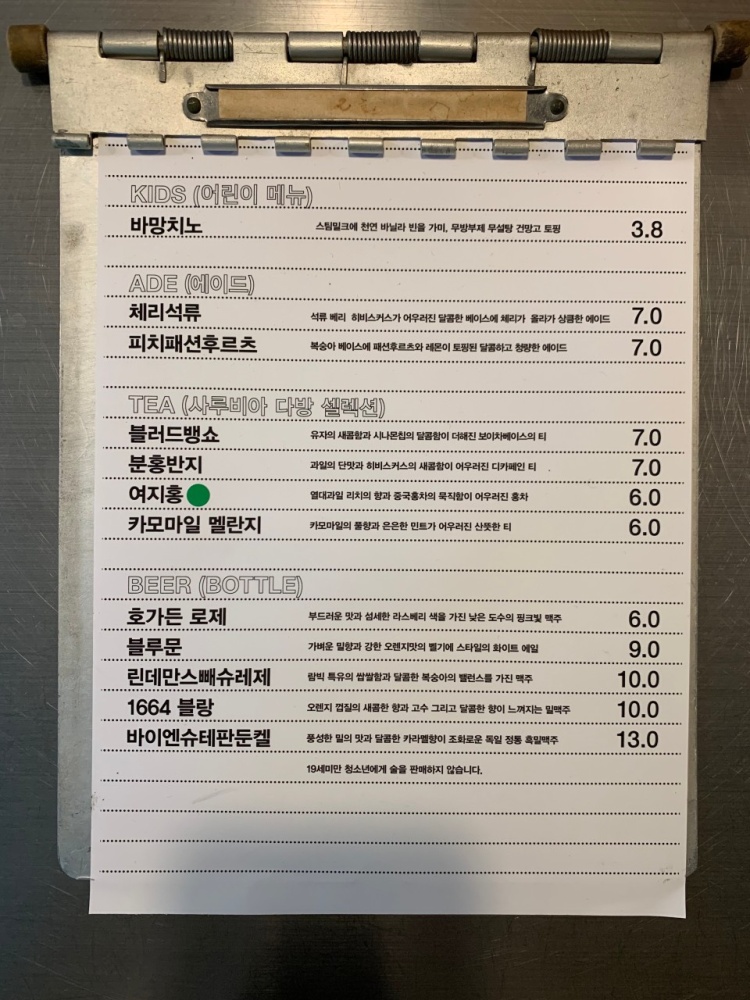 KIDS (어린이 메뉴)
바망치노 스팀밀크에 천연 바닐라 빈을 가미, 무방부제 무설탕 건망고 토핑 3.8
ADE (에이드)
체리석류 석류 베리 히비스커스가 어우러진 달콤한 베이스에 체리가 올라가 상큼한 에이드 7.0
피치패션후르츠 복숭아 베이스에 패션후르츠와 레몬이 토핑된 달콤하고 청량한 에이드 7.0
TEA (사루비아 다방 셀렉션)
블러드뱅쇼 유자의 새콤함과 시나몬칩의 달콤함이 더해진 보이차베이스의 티 7.0
분홍반지 과일의 단맛과 히비스커스의 새콤함이 어우러진 디카페인 티 7.0
여지홍 열대과일 리치의 향과 중국홍차의 묵직함이 어우러진 홍차 6.0
카모마일 멜란지 카모마일의 풀향과 은은한 민트가 어우러진 산뜻한 티 6.0
BEER (BOTTLE)
호가든 로제 부드러운 맛과 섬세한 라스베리 색을 가진 낮은 도수의 핑크빛 맥주 6.0
블루문 가벼운 밀향과 강한 오렌지맛의 벨기에 스타일의 화이트 에일 9.0
린데만스빼슈레제 람빅 특유의 쌉쌀함과 달콤한 복숭아의 밸런스를 가진 맥주 10.0
1664 블랑 오렌지 껍질의 새콤한 향과 고수 그리고 달콤한 향이 느껴지는 밀맥주 10.0
바이엔슈테판둔켈 풍성한 밀의 맛과 달콤한 카라멜향이 조화로운 독일 정통 흑밀맥주 13.0
19세미만 청소년에게 술을 판매하지 않습니다.